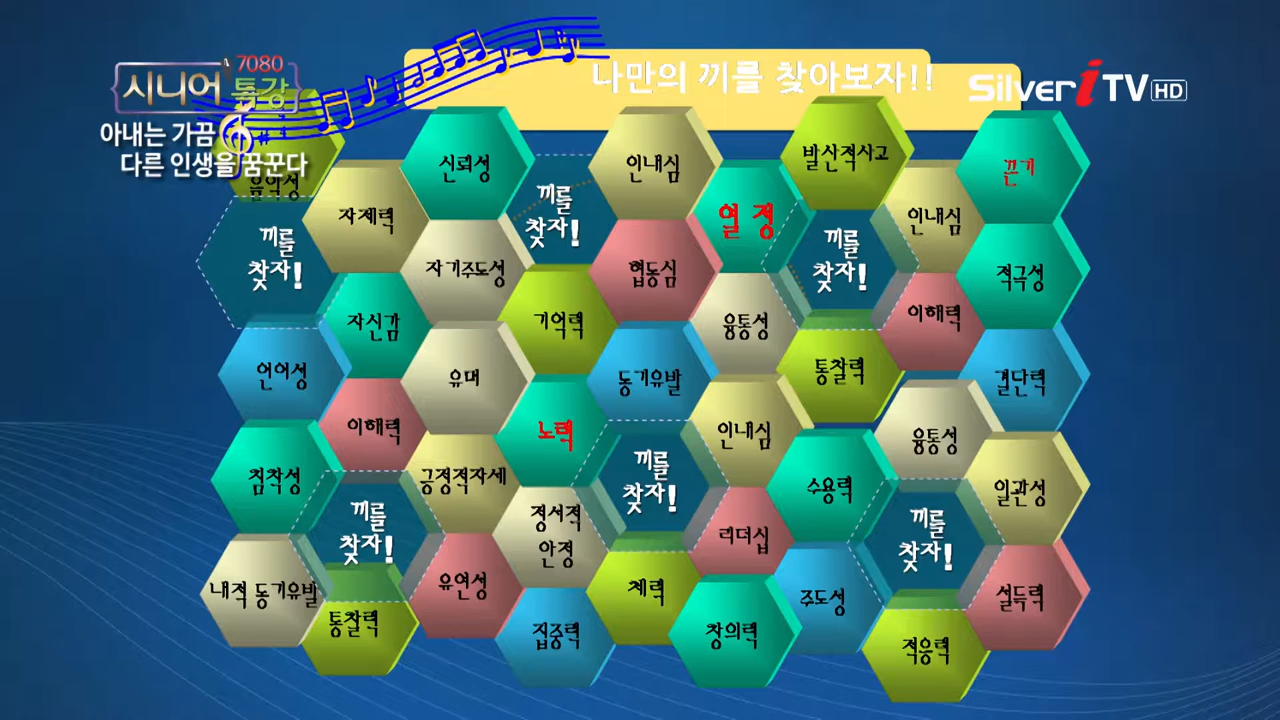 7080
시니어 특강
아내는 가끔
다른 인생을 꿈꾼다
나만의 끼를 찾아보자!!
Silver i TV HD
음악성
자제력
신뢰성
끼를
찾자!
인내심
열 정
발산적사고
인내심
끈기
끼를
찾자!
자기주도성
협동심
끼를
찾자!
적극성
자신감
기억력
융통성
이해력
언어성
유머
동기유발
통찰력
결단력
이해력
노력
인내심
융통성
침착성
긍정적자세
끼를
찾자!
수용력
일관성
끼를
찾자!
정서적
안정
리더십
끼를
찾자!
내적 동기유발
유연성
체력
주도성
설득력
통찰력
집중력
창의력
적응력